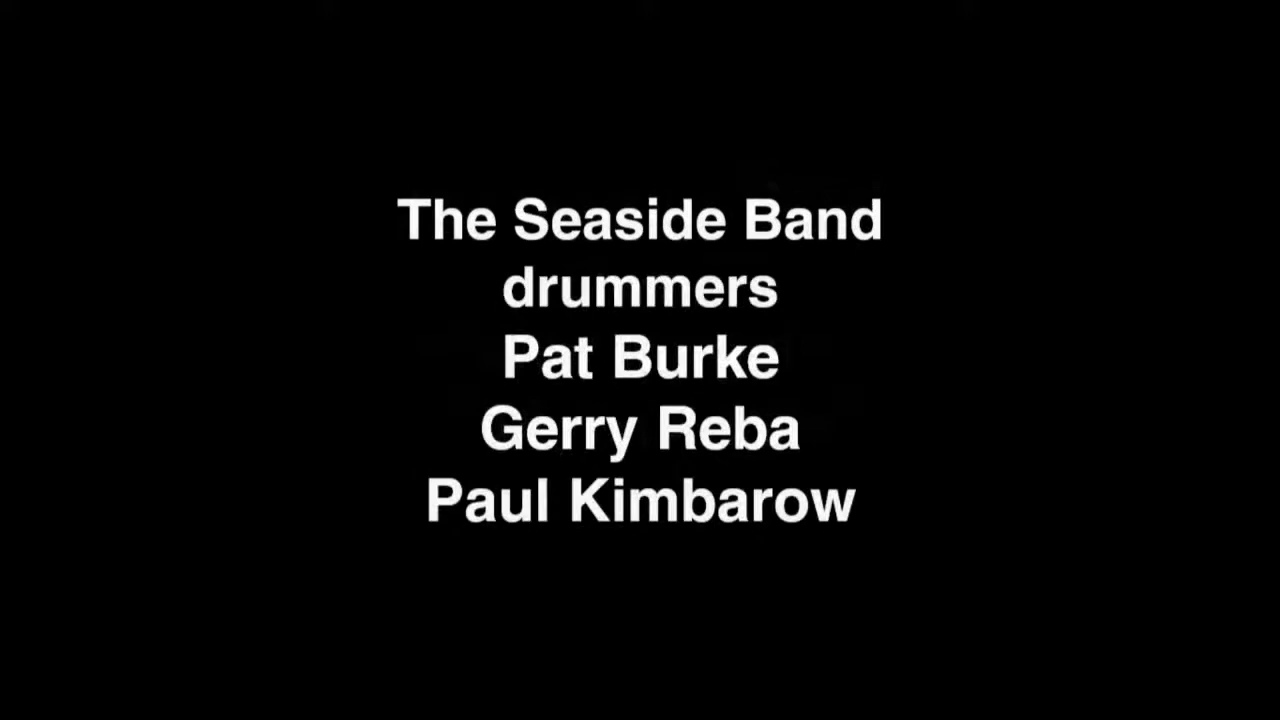 The Seaside Band
drummers
Pat Burke
Gerry Reba
Paul Kimbarow